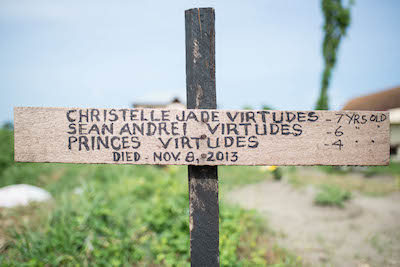 CHRISTELLE JADE VIRTUDES - 7 YRS OLD
SEAN ANDREI VIRTUDES - 6 "  "
PRINCES VIRTUDES - 4 "
DIED - NOV. 8, 2013